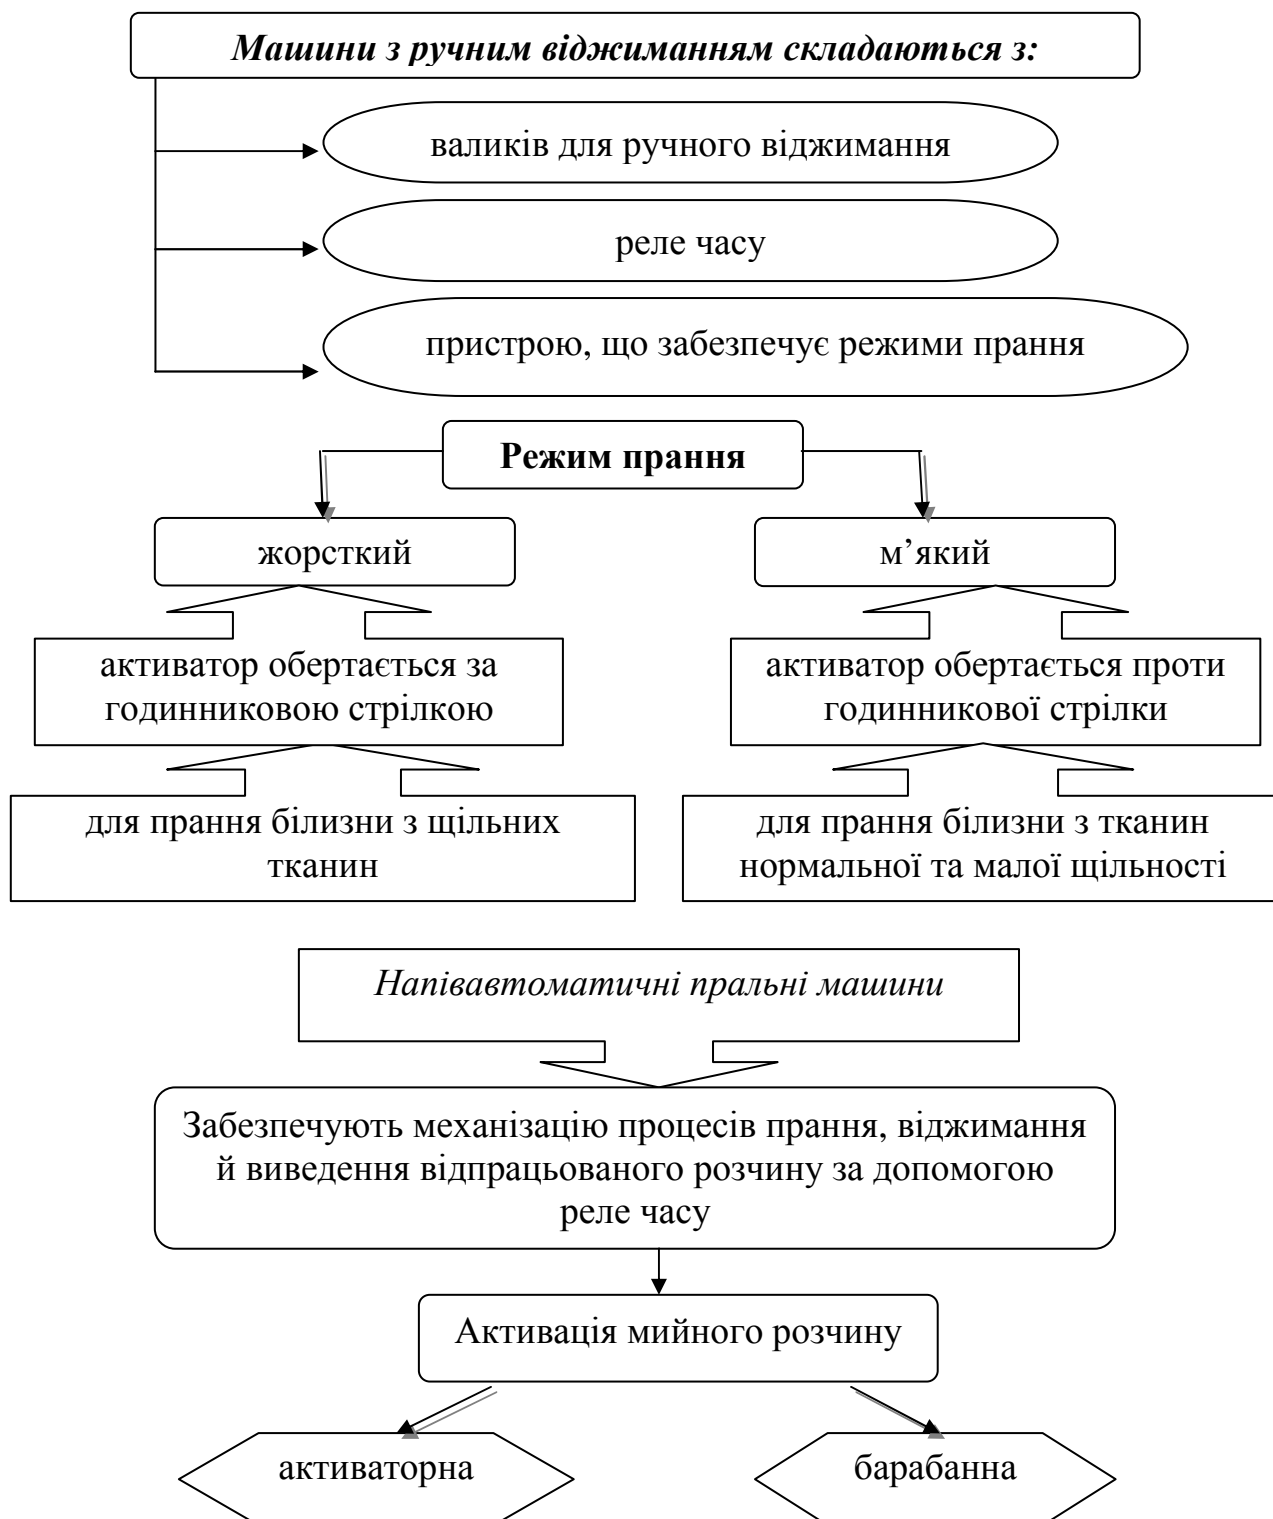 Машини з ручним віджиманням складаються з:
валиків для ручного віджимання
реле часу
пристрою, що забезпечує режими прання
Режим прання
жорсткий
м’який
активатор обертається за
годинниковою стрілкою
активатор обертається проти
годинникової стрілки
для прання білизни з щільних
тканин
для прання білизни з тканин
нормальної та малої щільності
Напівавтоматичні пральні машини
Забезпечують механізацію процесів прання, віджимання
й виведення відпрацьованого розчину за допомогою
реле часу
Активація мийного розчину
активаторна
барабанна